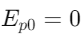 E_{p0} = 0